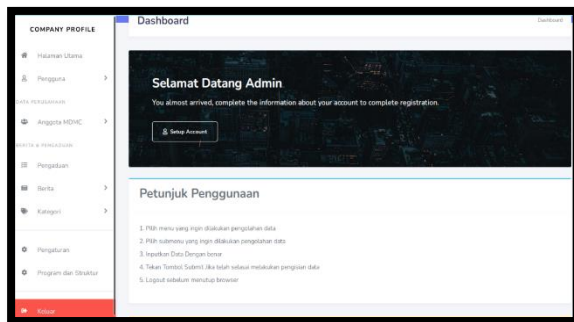 COMPANY PROFILE
Halaman Utama
Pengguna
DATA PERUSAHAAN
Anggota MDMC
BERITA & PENGADUAN
Pengaduan
Berita
Kategori
Pengaturan
Program dan Struktur
Keluar
Dashboard
Dashboard
Selamat Datang Admin
You almost arrived, complete the information about your account to complete registration.
Setup Account
Petunjuk Penggunaan
1. Pilih menu yang ingin dilakukan pengolahan data
2. Pilih submenu yang ingin dilakukan pengolahan data
3. Inputkan Data Dengan benar
4. Tekan Tombol Submit Jika telah selesai melakukan pengisian data
5. Logout sebelum menutup browser